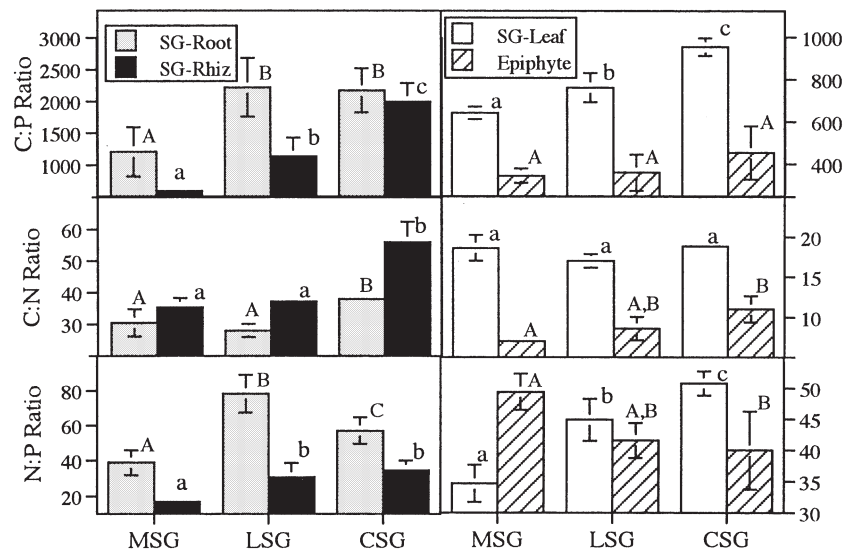 SG-Root
SG-Rhiz
SG-Leaf
Epiphyte
C:P Ratio
3000
2500
2000
1500
1000
A
a
B
b
B
c
a
A
b
A
c
A
1000
800
600
400
C:N Ratio
60
50
40
30
A
a
A
a
B
b
a
A
a
A,B
a
B
20
15
10
N:P Ratio
80
60
40
20
A
a
B
b
C
b
a
A
b
A,B
c
B
50
45
40
35
30
MSG
LSG
CSG
MSG
LSG
CSG